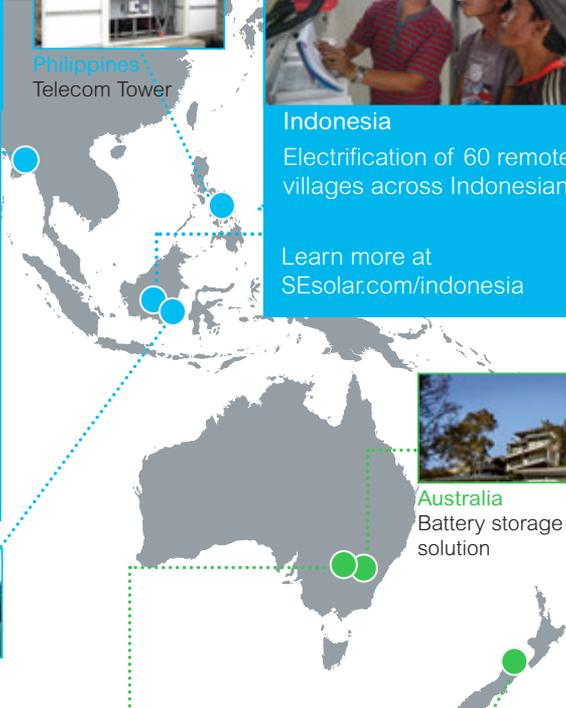 Philippines
Telecom Tower
Indonesia
Electrification of 60 remote
villages across Indonesian
Learn more at
SEsolar.com/indonesia
Australia
Battery storage
solution